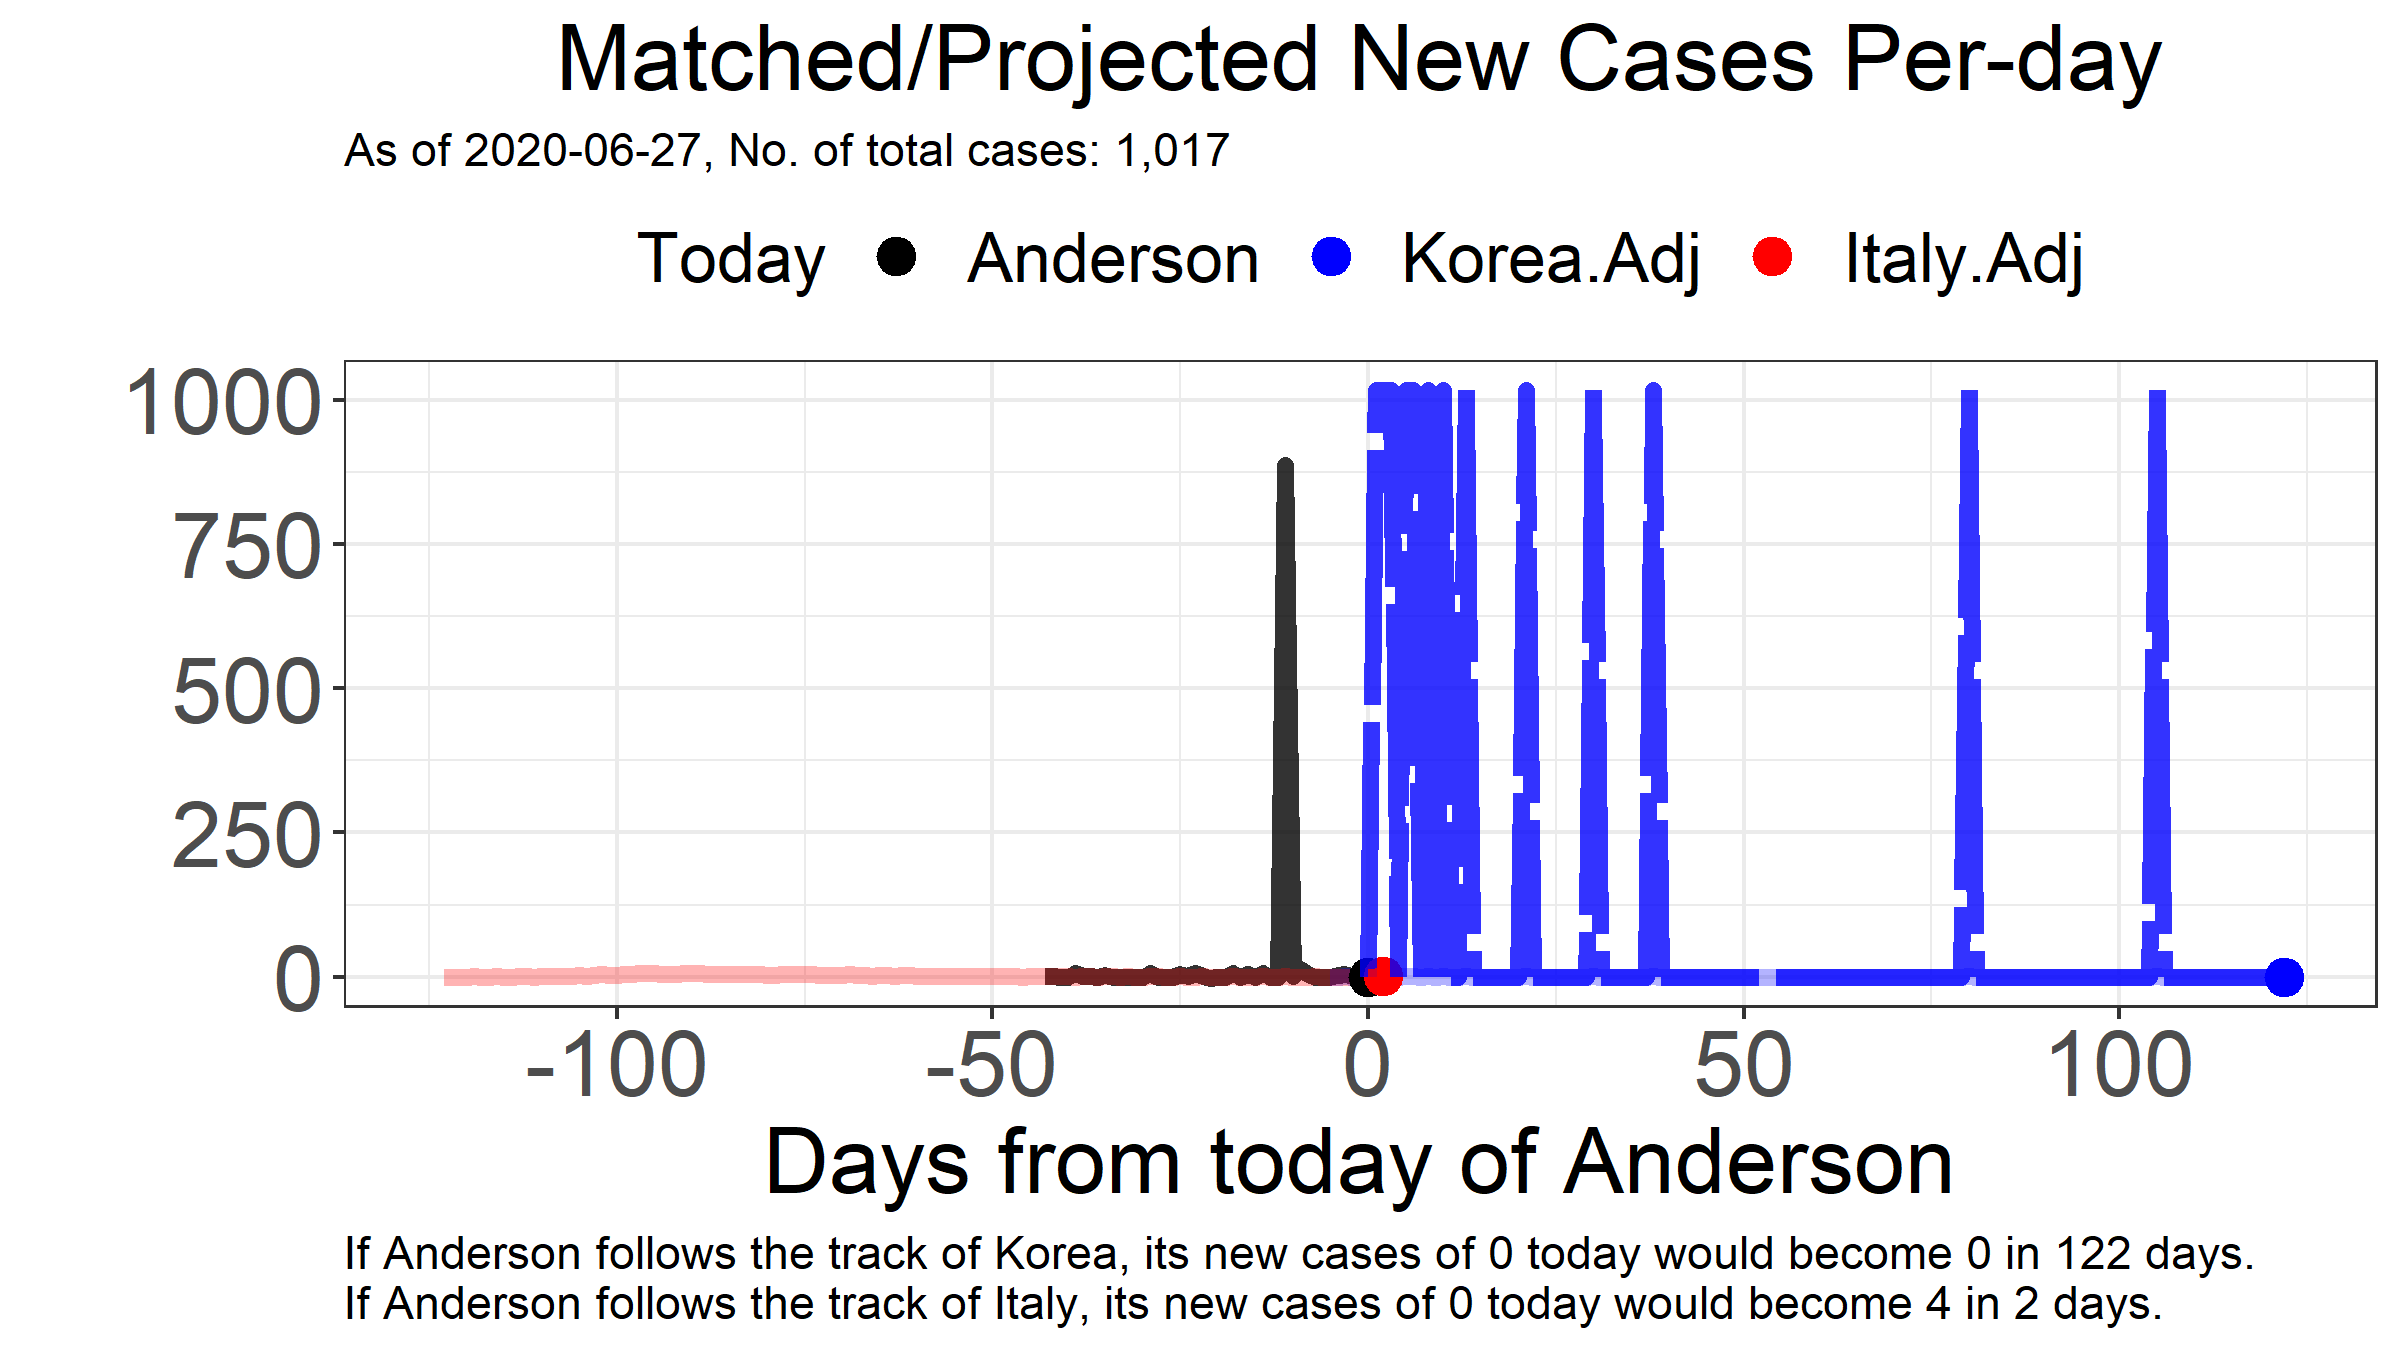 Matched/Projected New Cases Per-day
As of 2020-06-27, No. of total cases: 1,017
Today Anderson Korea.Adj Italy.Adj
1000
750
500
250
0
-100 -50 0 50 100
Days from today of Anderson
If Anderson follows the track of Korea, its new cases of 0 today would become 0 in 122 days.
If Anderson follows the track of Italy, its new cases of 0 today would become 4 in 2 days.